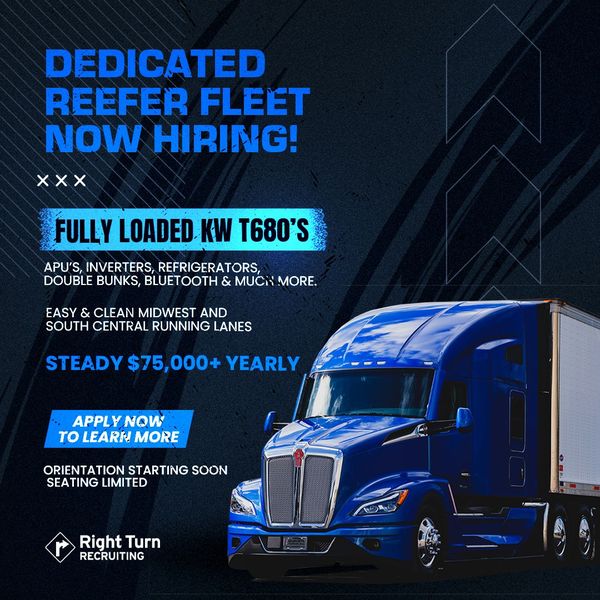 DEDICATED
REEFER FLEET
NOW HIRING!
XXX
FULLY LOADED KW T680'S
APU'S, INVERTERS, REFRIGERATORS,
DOUBLE BUNKS, BLUETOOTH & MUCH MORE.
EASY & CLEAN MIDWEST AND
SOUTH CENTRAL RUNNING LANES
STEADY $75,000+ YEARLY
APPLY NOW
TO LEARN MORE
ORIENTATION STARTING SOON
SEATING LIMITED
Right Turn
RECRUITING